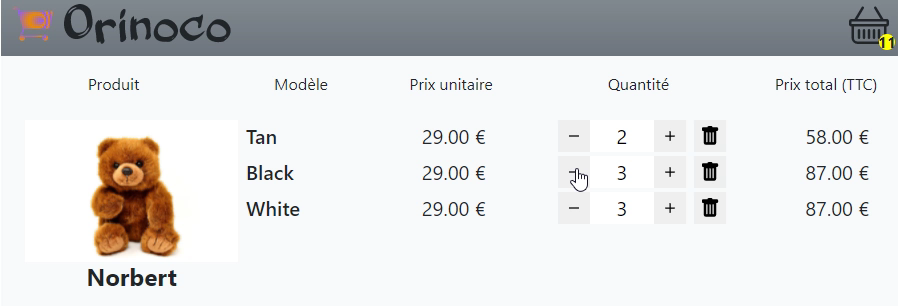 Orinoco
11
Produit Modèle Prix unitaire Quantité Prix total (TTC)
Tan 29.00 € − 2 + 58.00 €
Black 29.00 € − 3 + 87.00 €
White 29.00 € − 3 + 87.00 €
Norbert